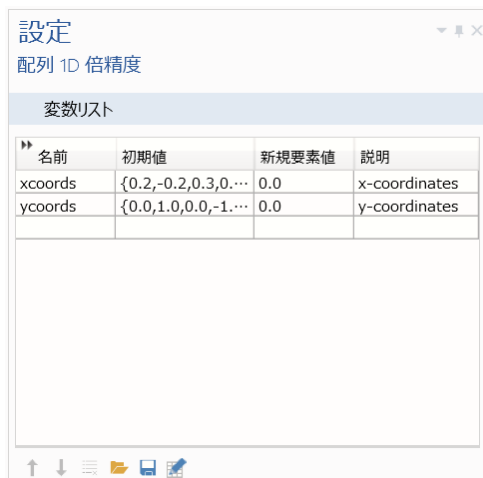 設定
配列 1D 倍精度
変数リスト
名前 初期値 新規要素値 説明
xcoords {0.2,-0.2,0.3,0.⋯ 0.0 x-coordinates
ycoords {0.0,1.0,0.0,-1.⋯ 0.0 y-coordinates